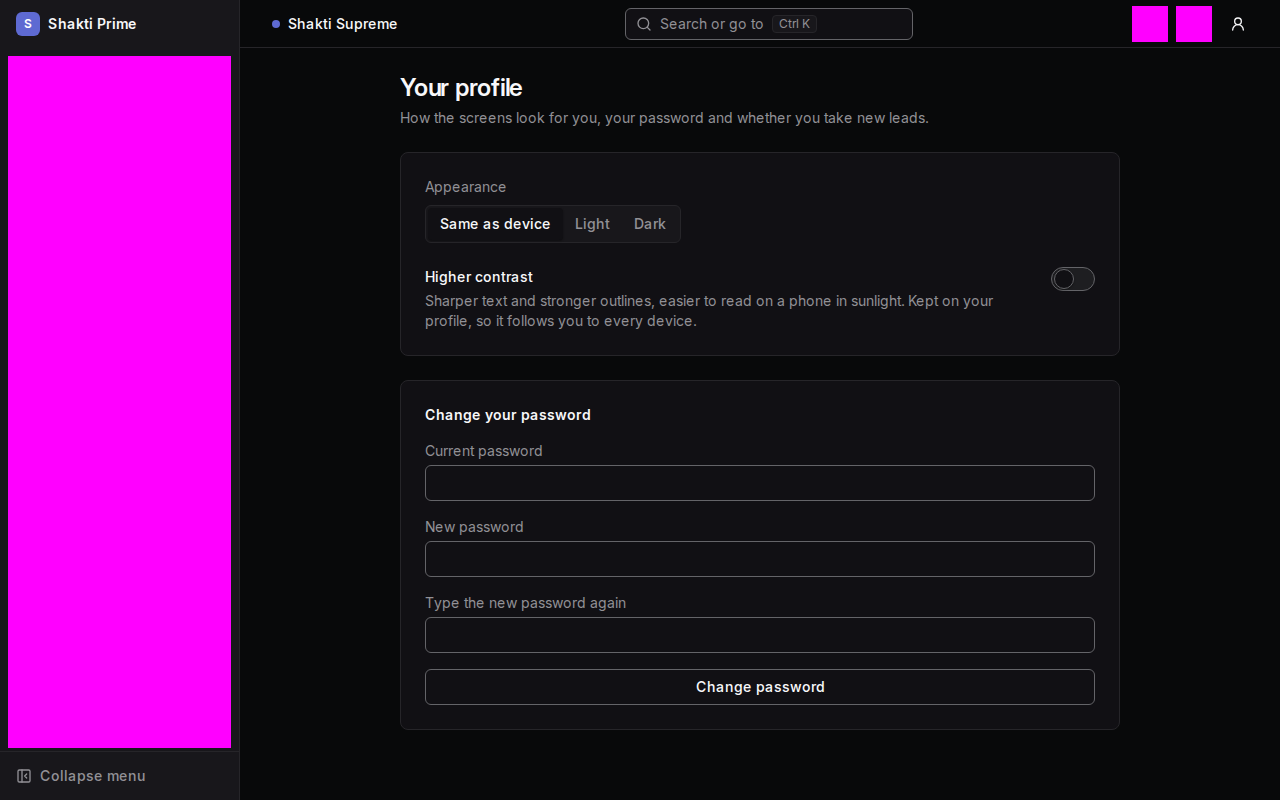 S
Shakti Prime
Shakti Supreme
Search or go to
Ctrl K
Your profile
How the screens look for you, your password and whether you take new leads.
Appearance
Same as device
Light
Dark
Higher contrast
Sharper text and stronger outlines, easier to read on a phone in sunlight. Kept on your
profile, so it follows you to every device.
Change your password
Current password
New password
Type the new password again
Change password
Collapse menu